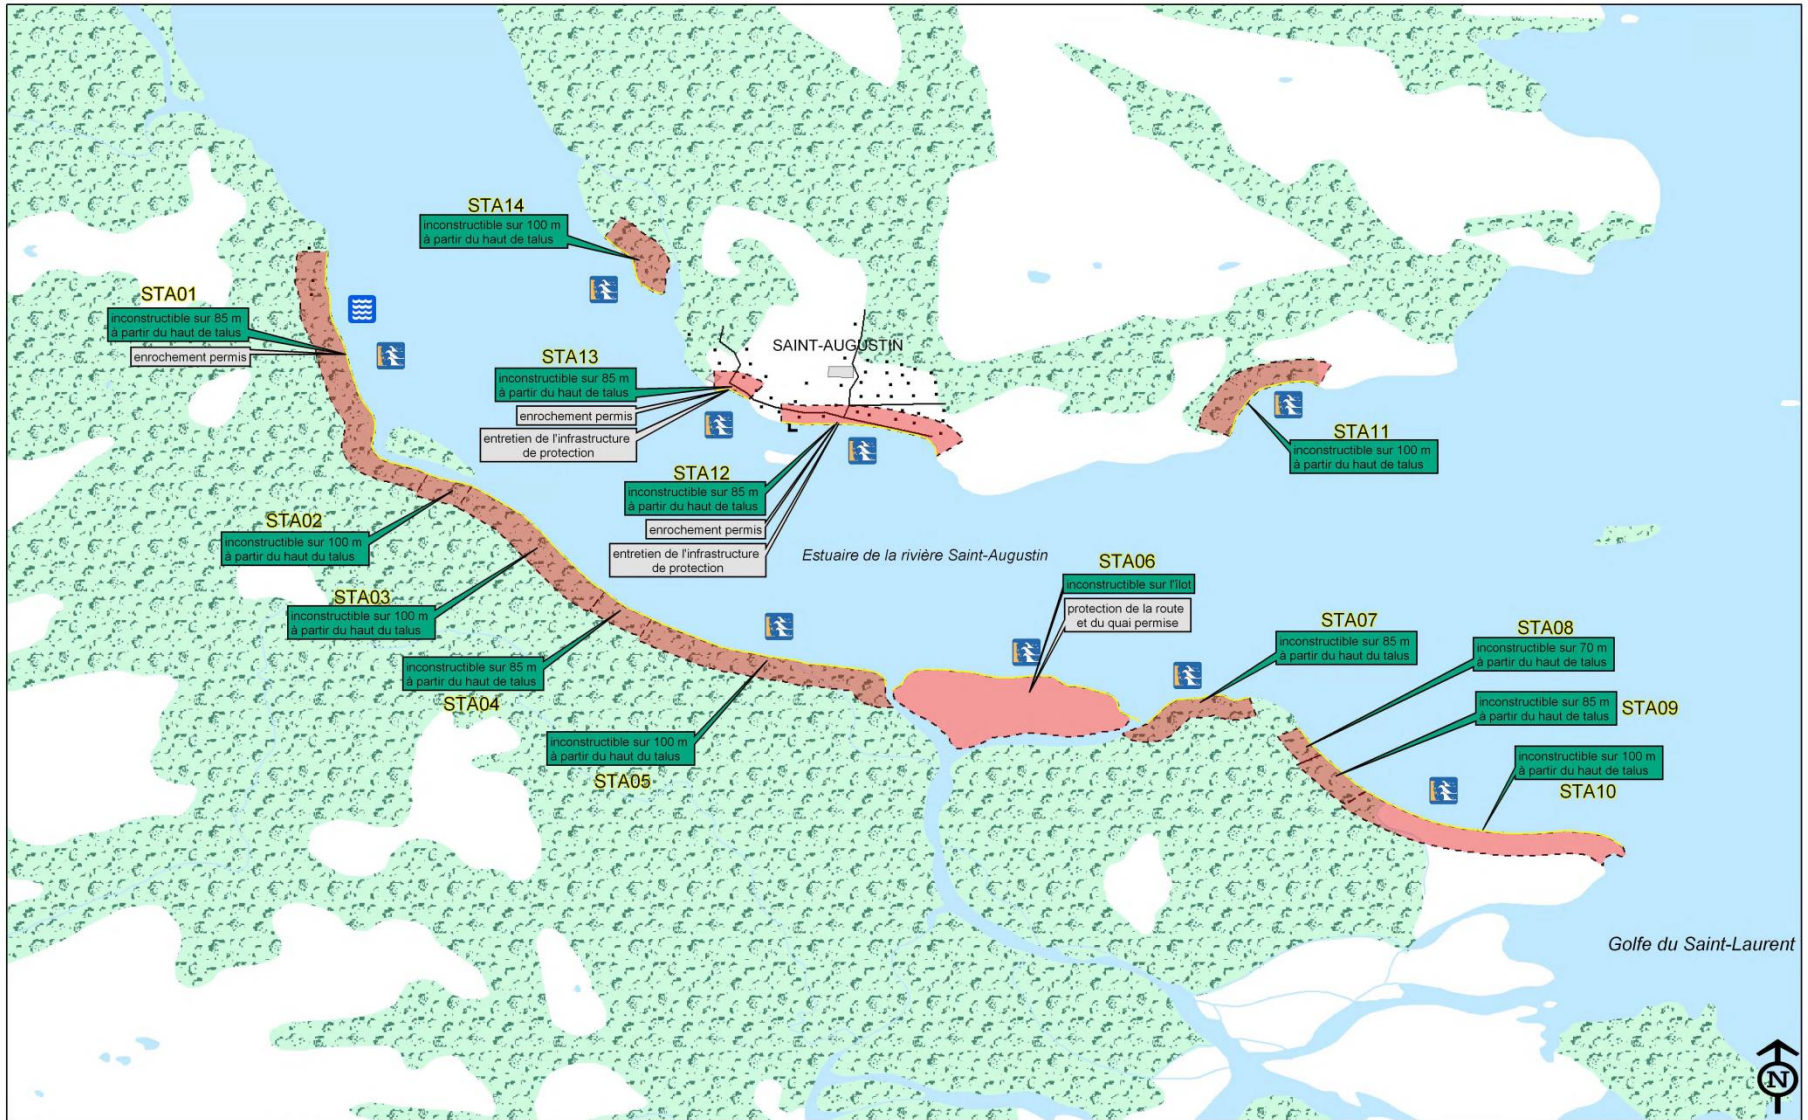 STA14
inconstructible sur 100 m
à partir du haut de talus
STA01
inconstructible sur 85 m
à partir du haut de talus
enrochement permis
SAINT-AUGUSTIN
STA13
inconstructible sur 85 m
à partir du haut de talus
enrochement permis
entretien de l'infrastructure
de protection
STA11
inconstructible sur 100 m
à partir du haut de talus
STA12
inconstructible sur 85 m
à partir du haut de talus
enrochement permis
entretien de l'infrastructure
de protection
STA02
inconstructible sur 100 m
à partir du haut du talus
Estuaire de la rivière Saint-Augustin
STA06
inconstructible sur l'îlot
protection de la route
et du quai permise
STA03
inconstructible sur 100 m
à partir du haut du talus
STA07
inconstructible sur 85 m
à partir du haut du talus
STA08
inconstructible sur 70 m
à partir du haut de talus
inconstructible sur 85 m
à partir du haut du talus
STA04
inconstructible sur 85 m
à partir du haut de talus
STA09
inconstructible sur 100 m
à partir du haut du talus
STA05
inconstructible sur 100 m
à partir du haut de talus
STA10
Golfe du Saint-Laurent
N